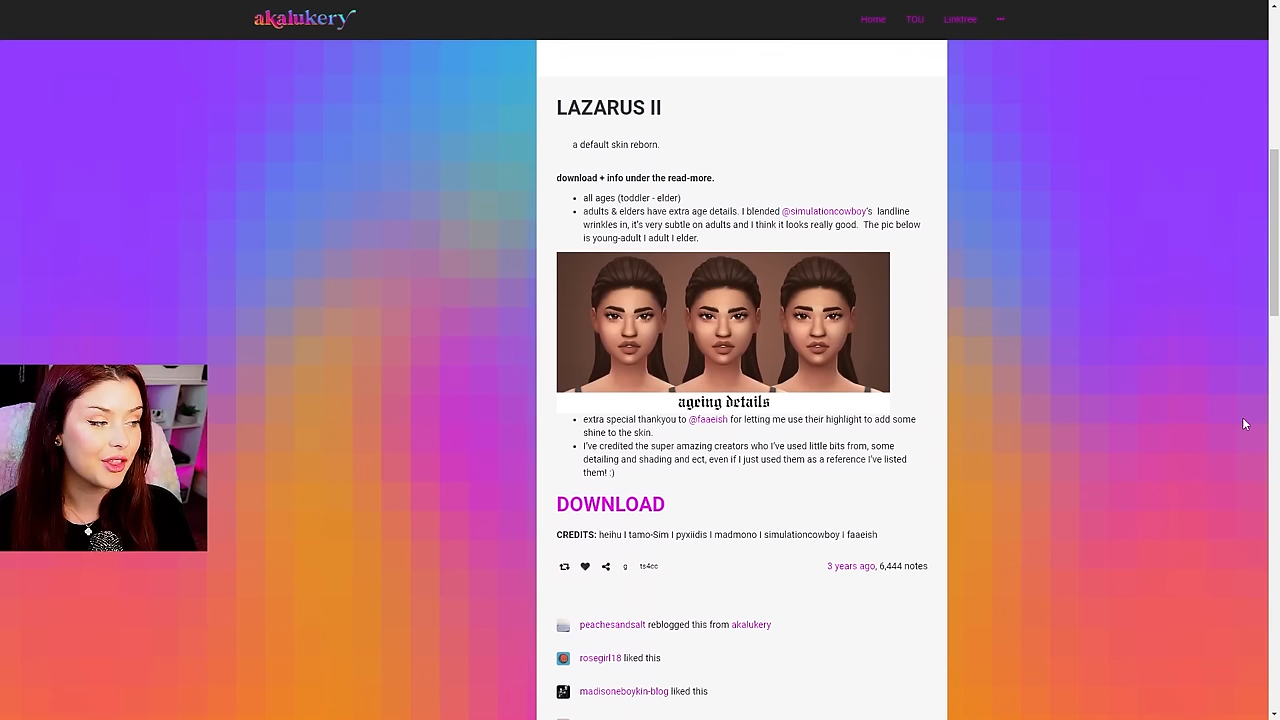 akalukery
Home TOU Linktree
LAZARUS II
a default skin reborn.
download + info under the read-more.
all ages (toddler - elder)
adults & elders have extra age details. I blended @simulationcowboy's landline
wrinkles in, it's very subtle on adults and I think it looks really good. The pic below
is young-adult I adult I elder.
ageing details
extra special thankyou to @faaeish for letting me use their highlight to add some
shine to the skin.
I've credited the super amazing creators who I've used little bits from, some
detailing and shading and ect, even if I just used them as a reference I've listed
them! :)
DOWNLOAD
CREDITS: heihu I tamo-Sim I pyxiidis I madmono I simulationcowboy I faaeish
g ts4cc 3 years ago, 6,444 notes
peachesandsalt reblogged this from akalukery
rosegirl18 liked this
madisoneboykin-blog liked this